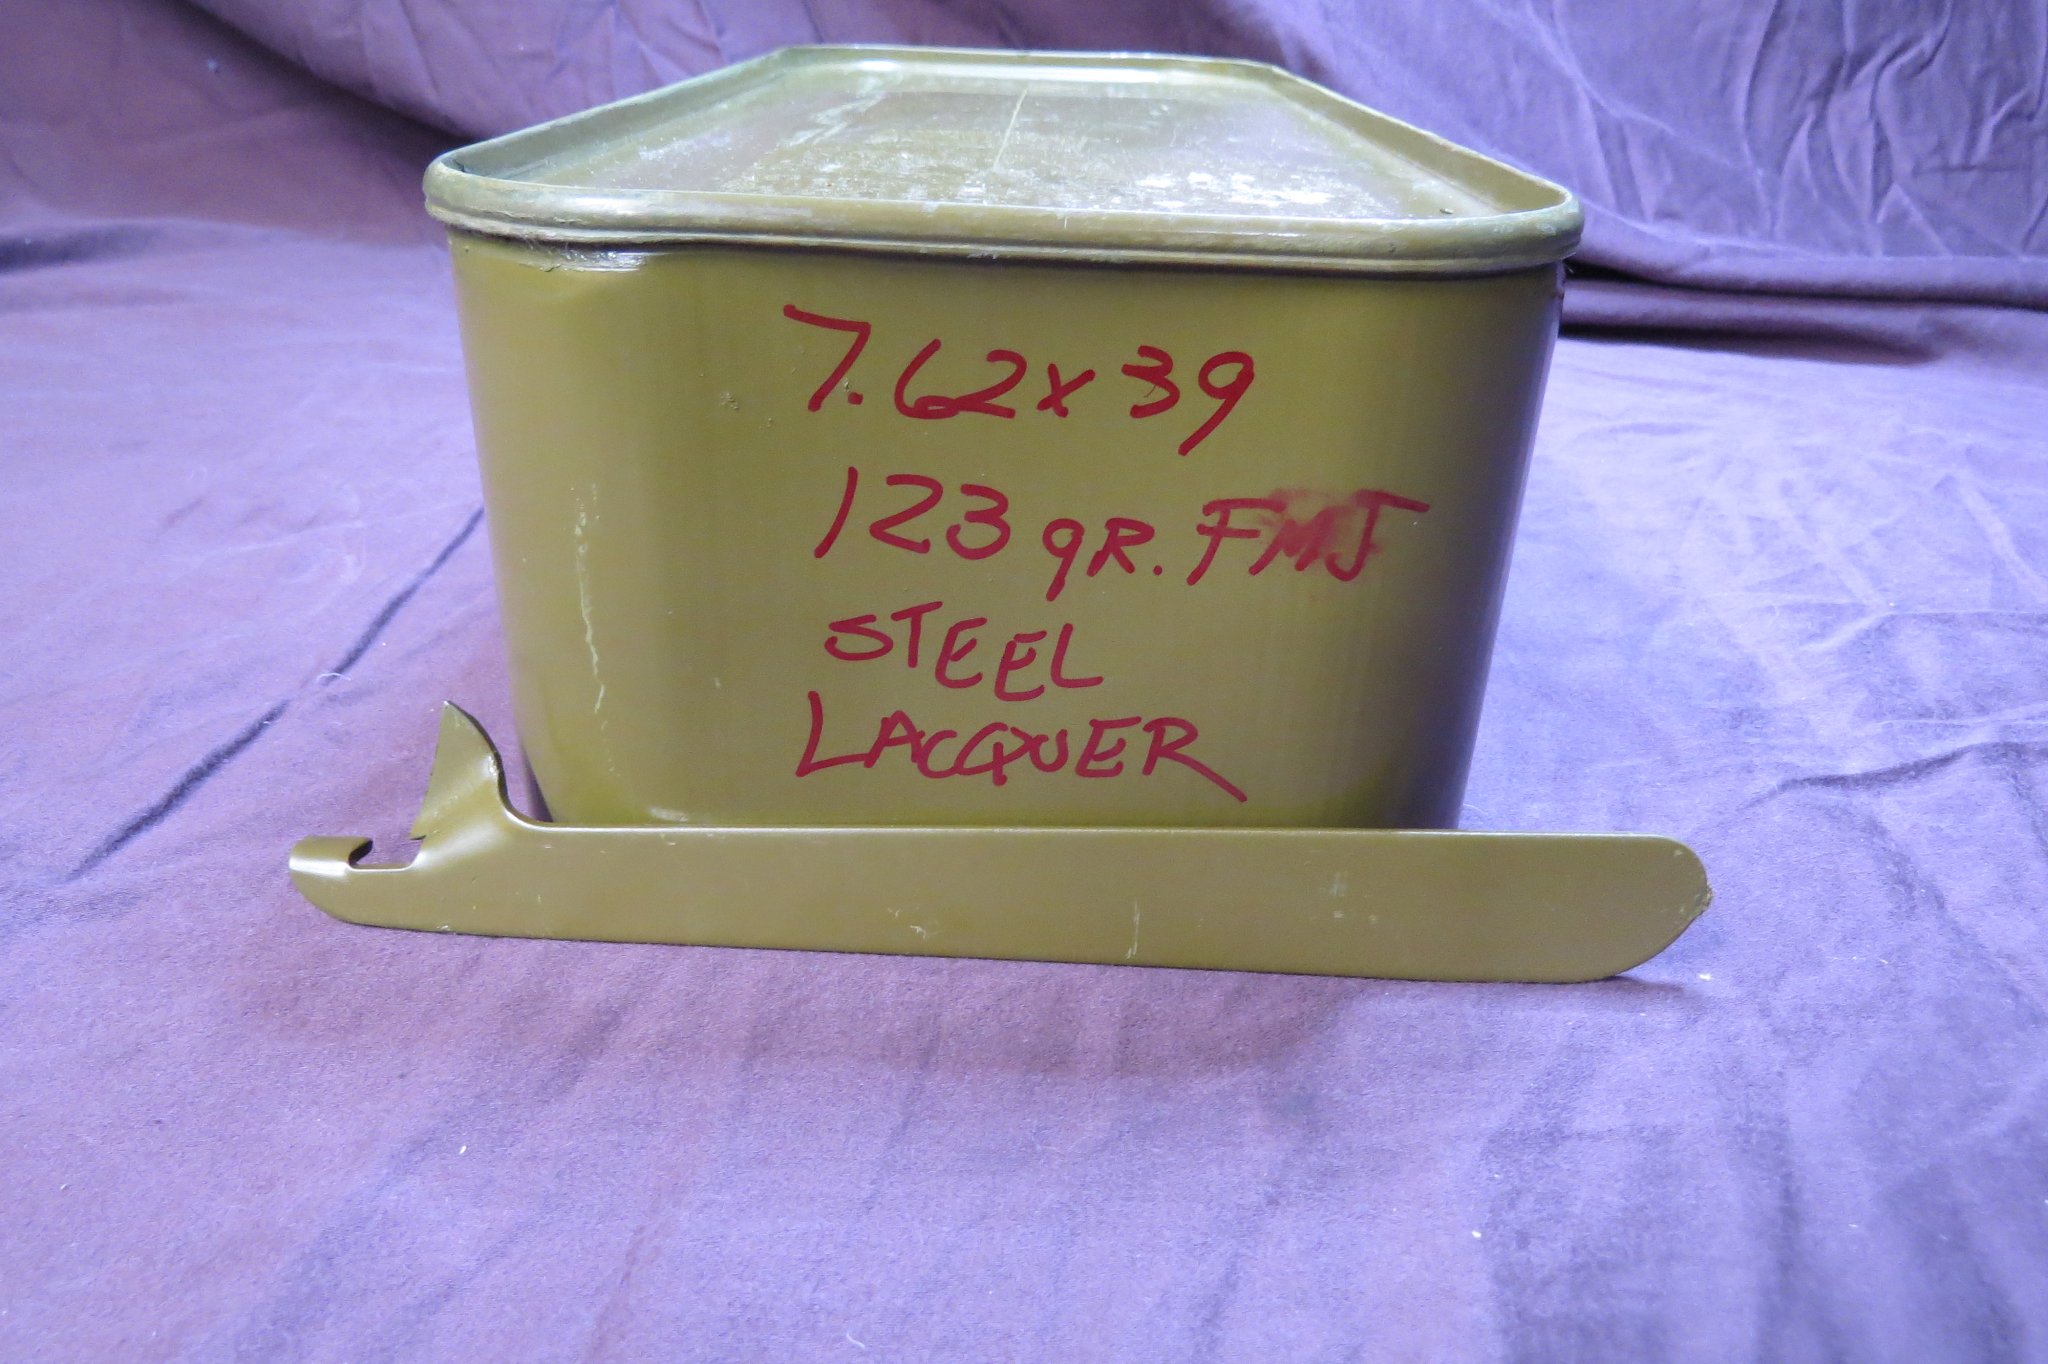 7.62x39
123 gR. FMJ
STEEL
LACQUER